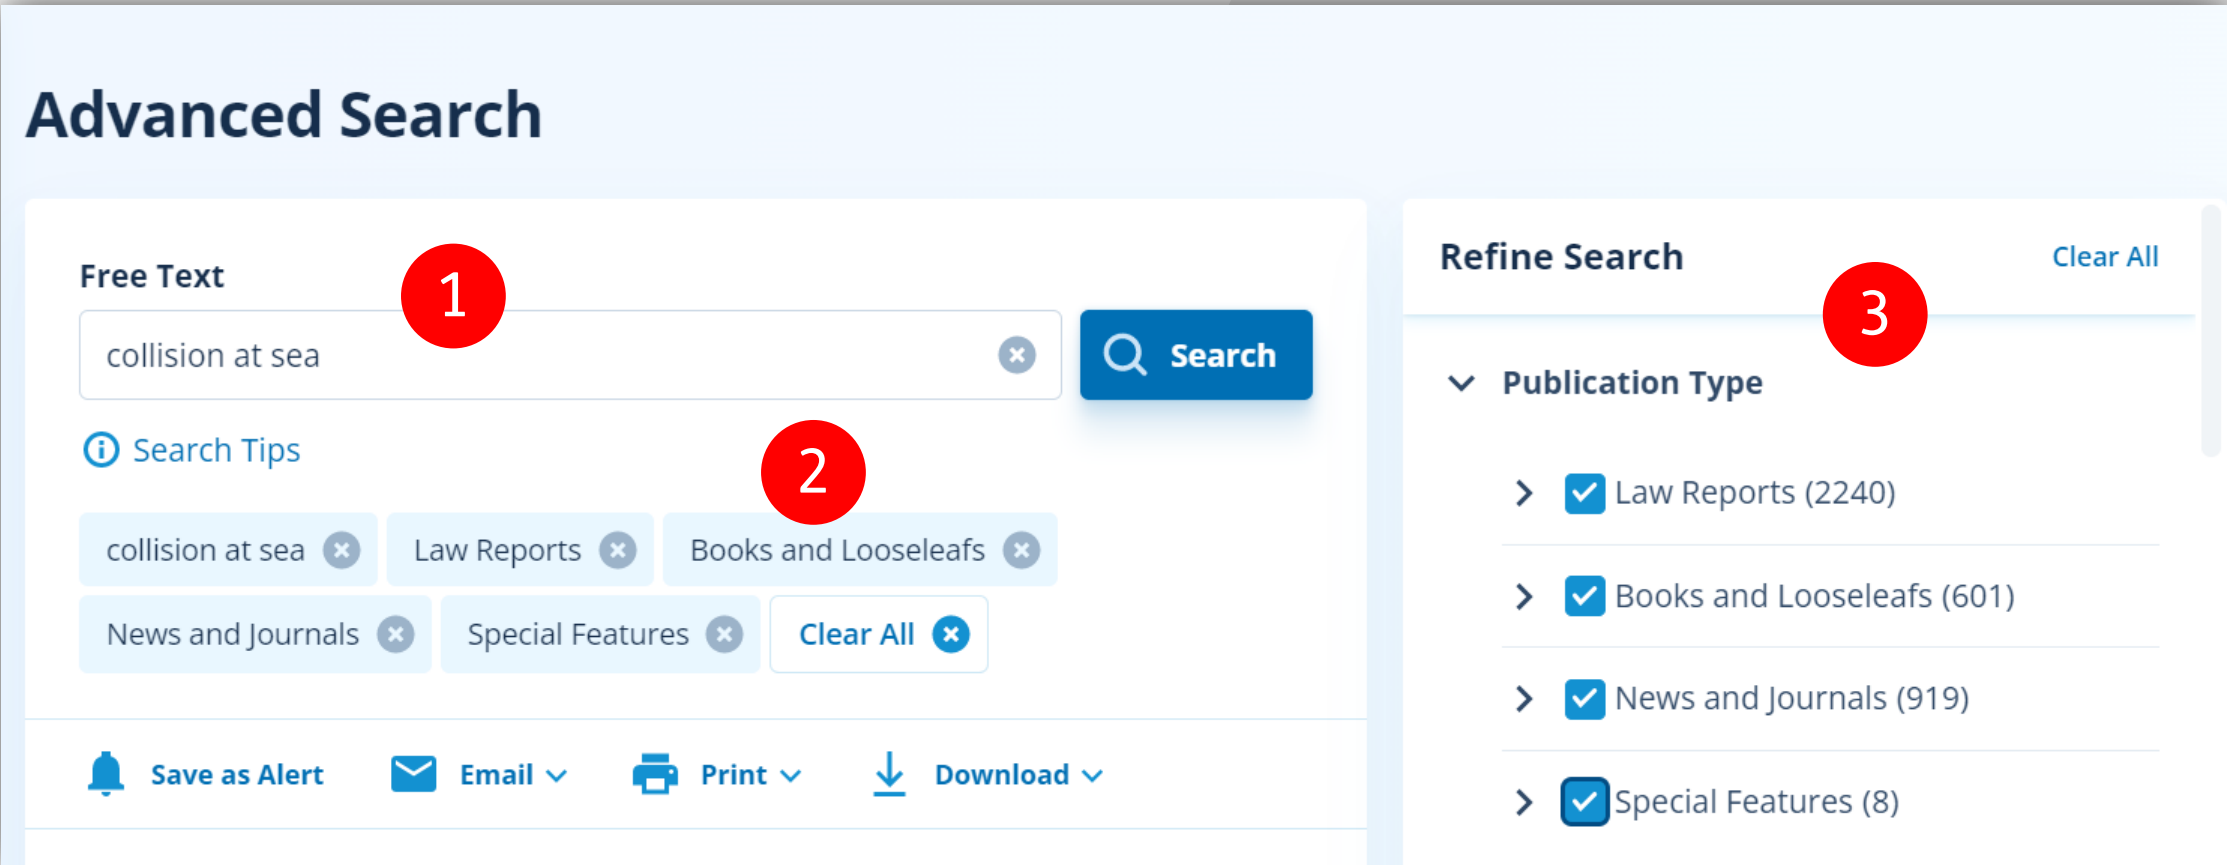 Advanced Search
Free Text
1
collision at sea
Search
Search Tips
2
collision at sea Law Reports Books and Looseleafs
News and Journals Special Features Clear All
Save as Alert Email Print Download
Refine Search Clear All
3
Publication Type
Law Reports (2240)
Books and Looseleafs (601)
News and Journals (919)
Special Features (8)